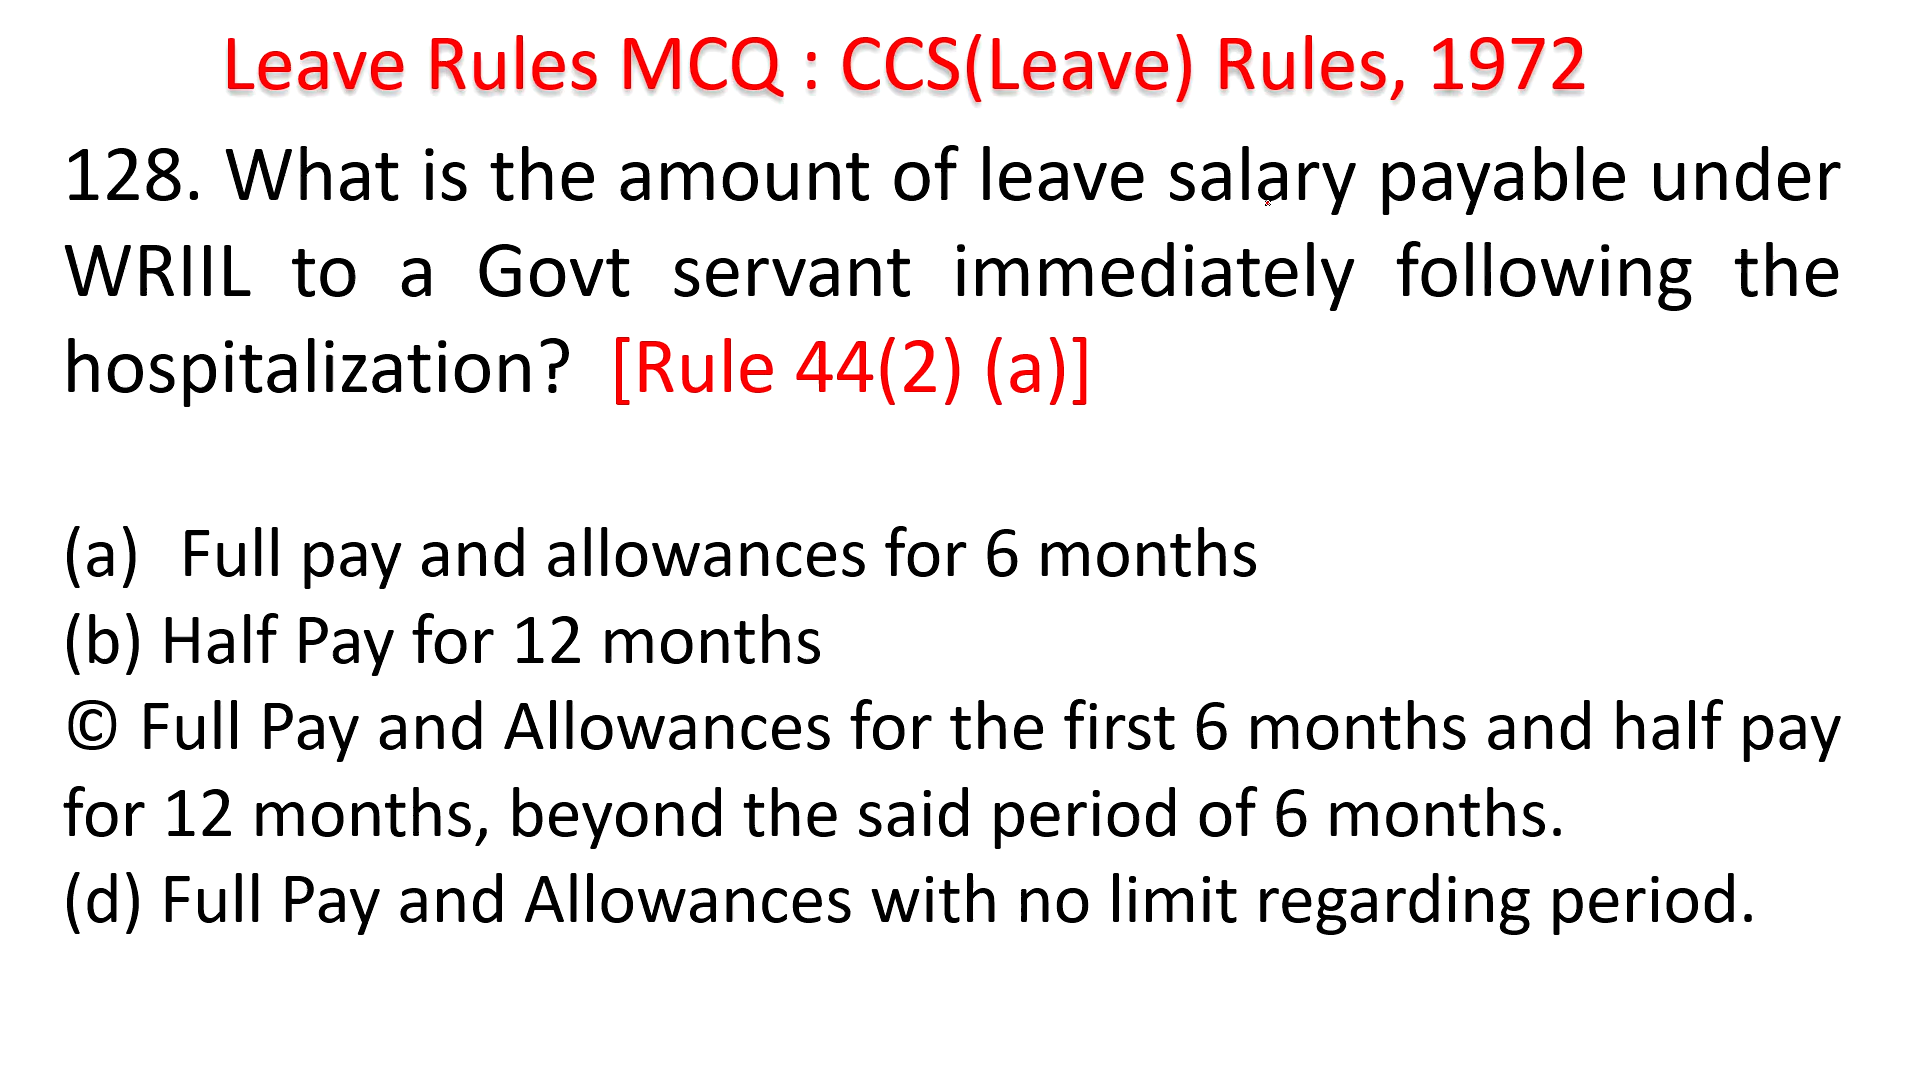 Leave Rules MCQ : CCS(Leave) Rules, 1972
128. What is the amount of leave salary payable under
WRIIL to a Govt servant immediately following the
hospitalization? [Rule 44(2) (a)]
(a) Full pay and allowances for 6 months
(b) Half Pay for 12 months
© Full Pay and Allowances for the first 6 months and half pay
for 12 months, beyond the said period of 6 months.
(d) Full Pay and Allowances with no limit regarding period.